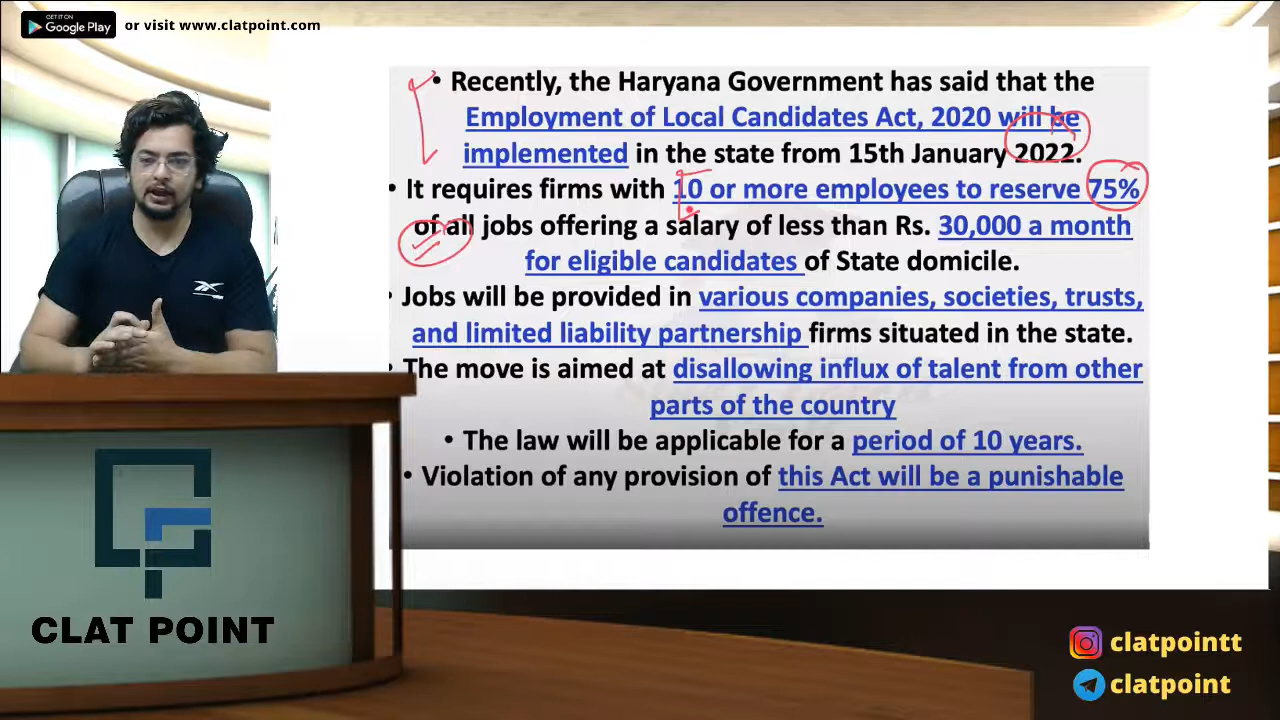 GET IT ON
Google Play
or visit www.clatpoint.com
• Recently, the Haryana Government has said that the
Employment of Local Candidates Act, 2020 will be
implemented in the state from 15th January 2022.
• It requires firms with 10 or more employees to reserve 75%
of all jobs offering a salary of less than Rs. 30,000 a month
for eligible candidates of State domicile.
• Jobs will be provided in various companies, societies, trusts,
and limited liability partnership firms situated in the state.
• The move is aimed at disallowing influx of talent from other
parts of the country
• The law will be applicable for a period of 10 years.
• Violation of any provision of this Act will be a punishable
offence.
CLAT POINT
clatpointt
clatpoint